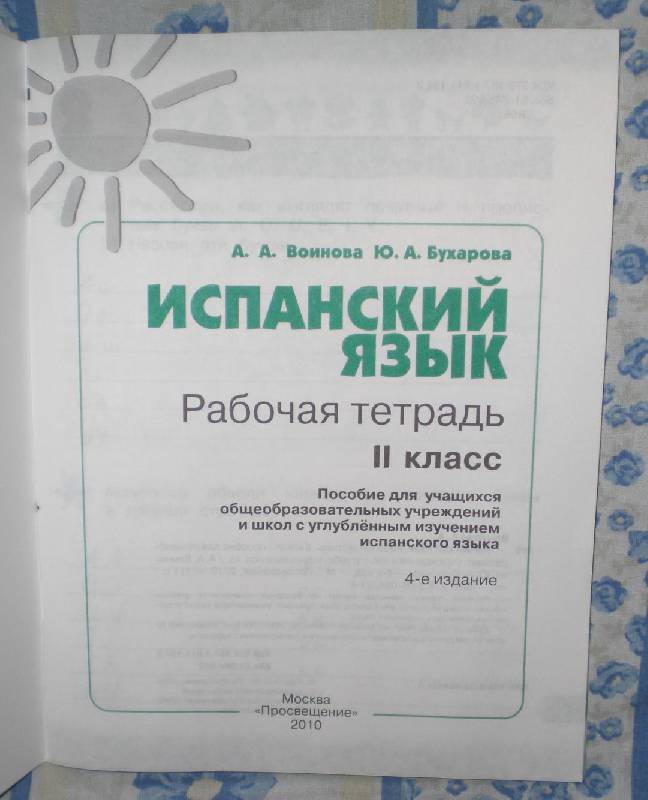 А. А. Воинова Ю. А. Бухарова
ИСПАНСКИЙ
ЯЗЫК
Рабочая тетрадь
II класс
Пособие для учащихся
общеобразовательных учреждений
и школ с углублённым изучением
испанского языка
4-е издание
Москва
«Просвещение»
2010